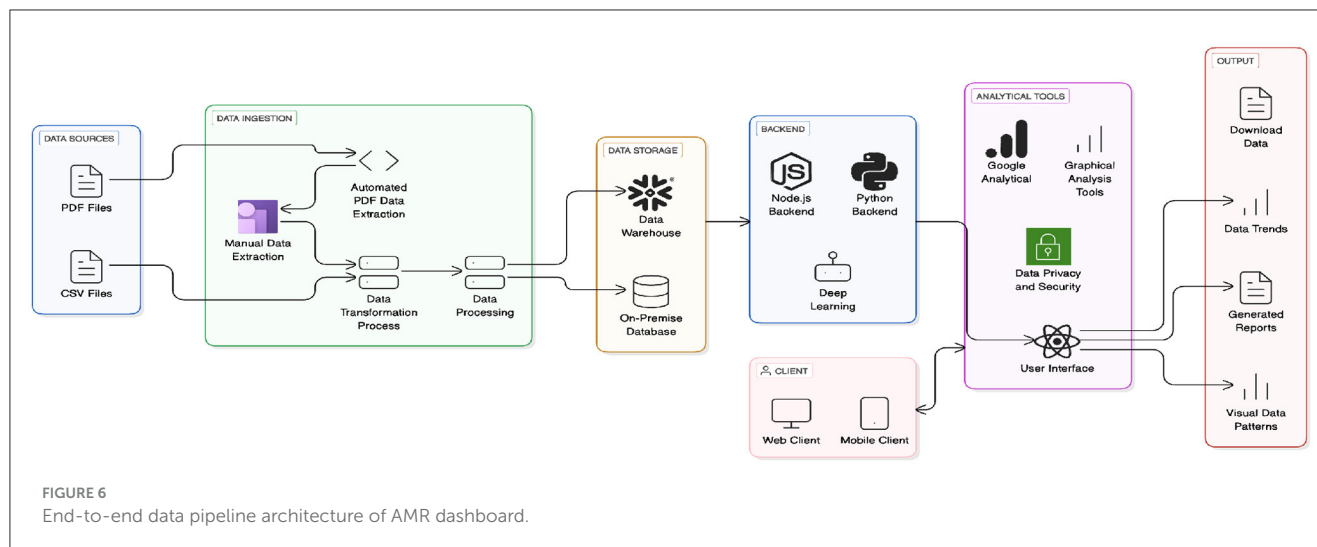 DATA SOURCES
PDF Files
CSV Files
DATA INGESTION
Automated
PDF Data
Extraction
Manual Data
Extraction
Data
Transformation
Process
Data
Processing
DATA STORAGE
Data
Warehouse
On-Premise
Database
BACKEND
JS
Node.js
Backend
Python
Backend
Deep
Learning
CLIENT
Web Client
Mobile Client
ANALYTICAL TOOLS
Google
Analytical
Graphical
Analysis
Tools
Data Privacy
and Security
User Interface
OUTPUT
Download
Data
Data Trends
Generated
Reports
Visual Data
Patterns
FIGURE 6
End-to-end data pipeline architecture of AMR dashboard.